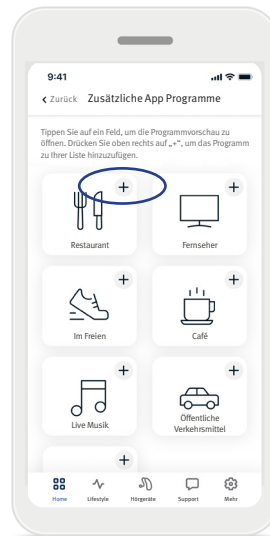 9:41
Zurück Zusätzliche App Programme
Tippen Sie auf ein Feld, um die Programmvorschau zu
öffnen. Drücken Sie oben rechts auf „+“, um das Programm
zu Ihrer Liste hinzuzufügen.
+ +
Restaurant Fernseher
+ +
Im Freien Café
+ +
Live Musik Öffentliche
Verkehrsmittel
+
Home Lifestyle Hörgeräte Support Mehr